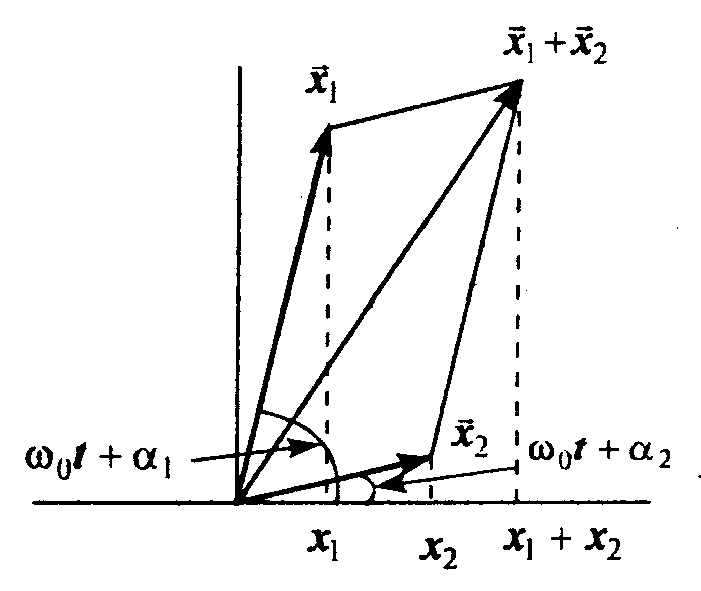 x⃗₁ + x⃗₂
x⃗₁
x⃗₂
ω₀t + α₁
ω₀t + α₂
x₁
x₂
x₁ + x₂